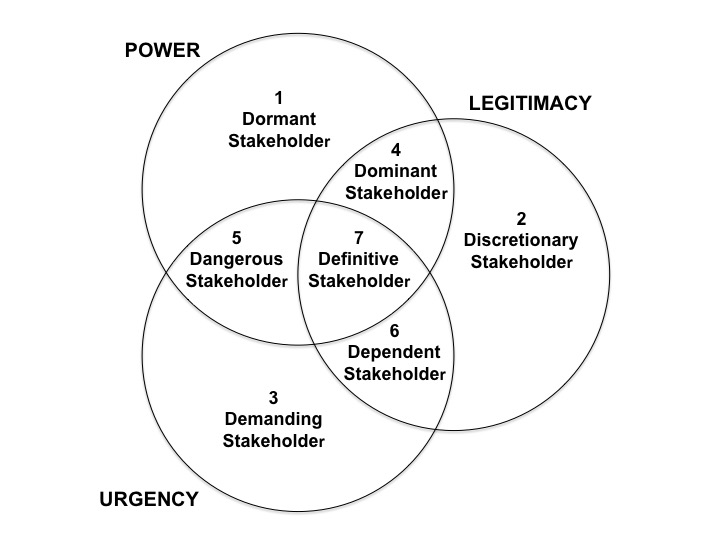 POWER
1
Dormant
Stakeholder
LEGITIMACY
4
Dominant
Stakeholder
2
Discretionary
Stakeholder
5
Dangerous
Stakeholder
7
Definitive
Stakeholder
6
Dependent
Stakeholder
3
Demanding
Stakeholder
URGENCY